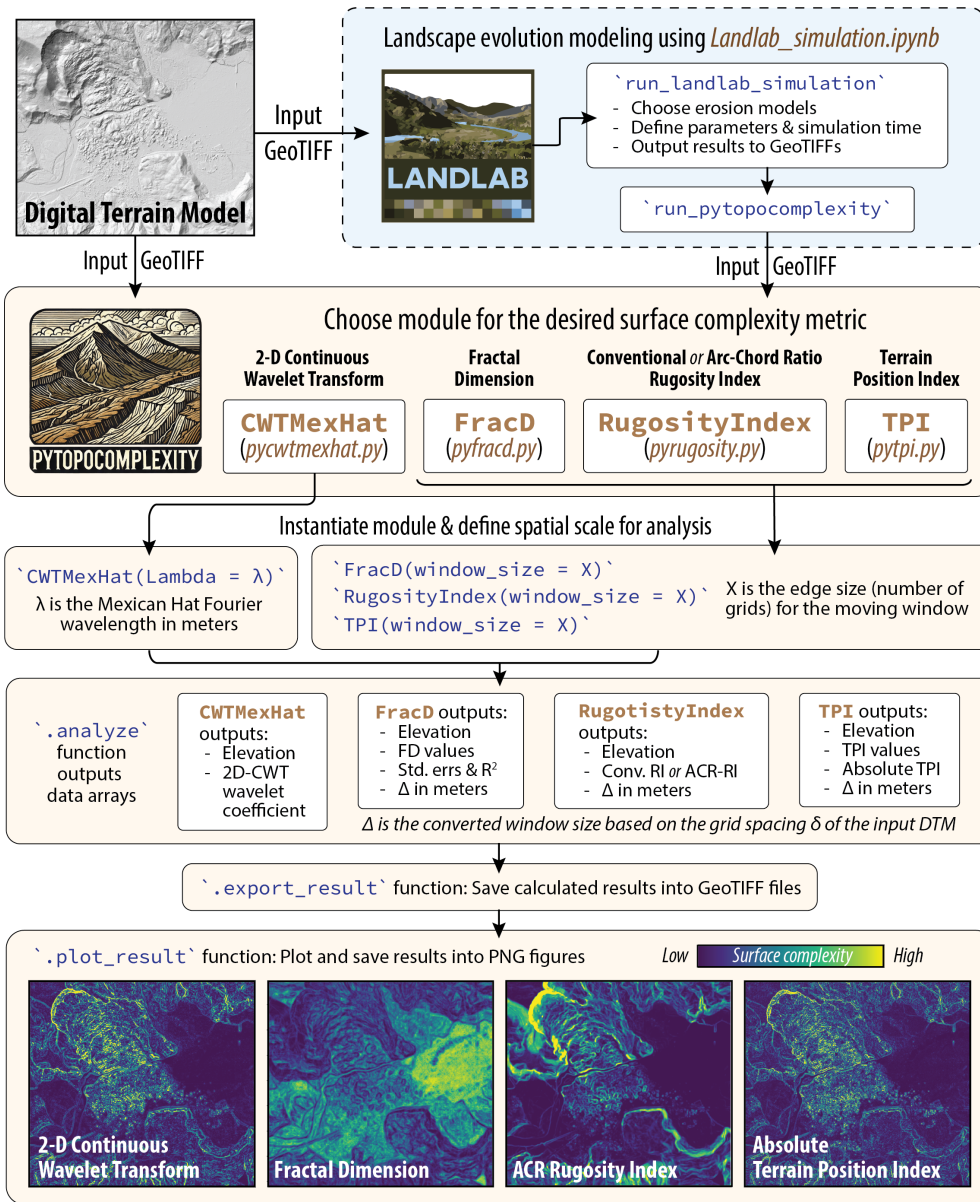 Landscape evolution modeling using Landlab_simulation.ipynb
Digital Terrain Model
Input
GeoTIFF
LANDLAB
`run_landlab_simulation`
- Choose erosion models
- Define parameters & simulation time
- Output results to GeoTIFFs
`run_pytopocomplexity`
Input GeoTIFF
Input GeoTIFF
PYTOPOCOMPLEXITY
Choose module for the desired surface complexity metric
2-D Continuous
Wavelet Transform
CWTMexHat
(pycwtmexhat.py)
Fractal
Dimension
FracD
(pyfracd.py)
Conventional or Arc-Chord Ratio
Rugosity Index
RugosityIndex
(pyrugosity.py)
Terrain
Position Index
TPI
(pytpi.py)
Instantiate module & define spatial scale for analysis
`CWTMexHat(Lambda = λ)`
λ is the Mexican Hat Fourier
wavelength in meters
`FracD(window_size = X)`
`RugosityIndex(window_size = X)`
`TPI(window_size = X)`
X is the edge size (number of
grids) for the moving window
`.analyze`
function
outputs
data arrays
CWTMexHat
outputs:
- Elevation
- 2D-CWT
wavelet
coefficient
FracD outputs:
- Elevation
- FD values
- Std. errs & R²
- Δ in meters
RugotistyIndex
outputs:
- Elevation
- Conv. RI or ACR-RI
- Δ in meters
TPI outputs:
- Elevation
- TPI values
- Absolute TPI
- Δ in meters
Δ is the converted window size based on the grid spacing δ of the input DTM
`.export_result` function: Save calculated results into GeoTIFF files
`.plot_result` function: Plot and save results into PNG figures
Low Surface complexity High
2-D Continuous
Wavelet Transform
Fractal Dimension
ACR Rugosity Index
Absolute
Terrain Position Index